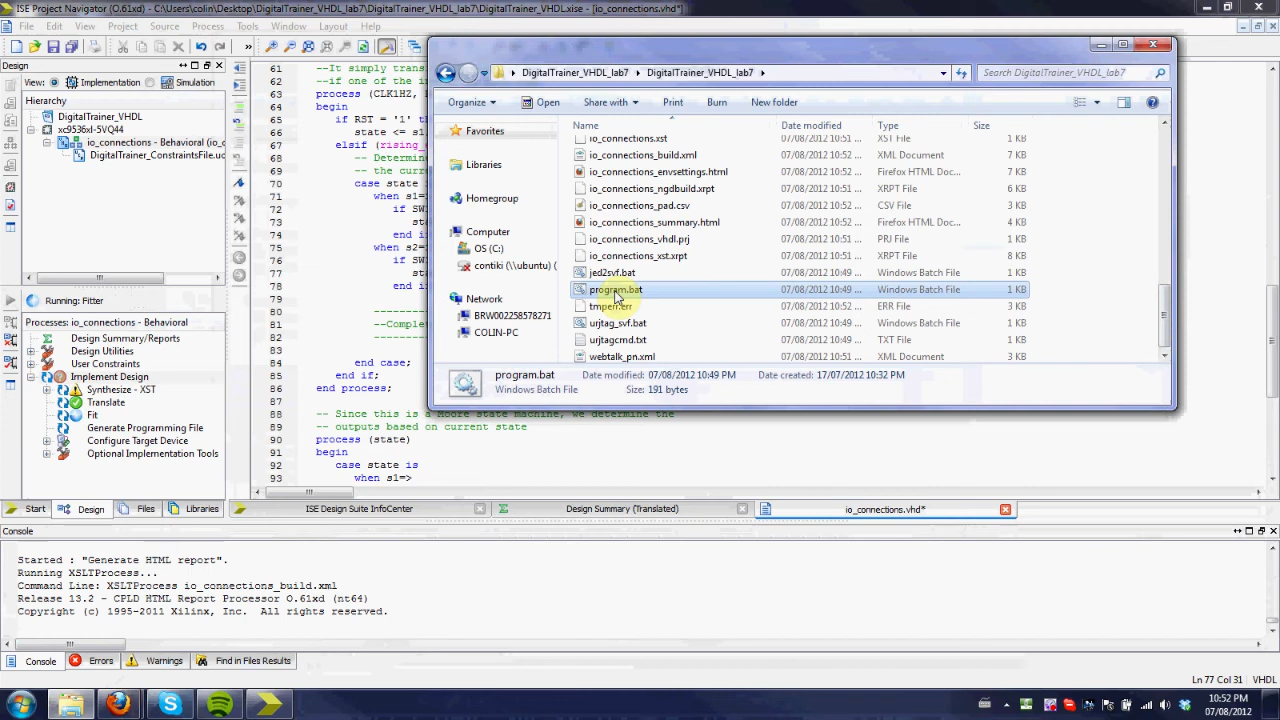 ISE Project Navigator (O.61xd) - C:\Users\colin\Desktop\DigitalTrainer_VHDL_lab7\DigitalTrainer_VHDL.xise - [io_connections.vhd*]
File Edit View Project Source Process Tools Window Layout Help
»
DigitalTrainer_VHDL_lab7 DigitalTrainer_VHDL_lab7
Search DigitalTrainer_VHDL_lab7
Organize Open Share with Print Burn New folder
Favorites
Libraries
Homegroup
Computer
OS (C:)
contiki (\\ubuntu) (
Network
BRW002258578271
COLIN-PC
Name Date modified Type Size
io_connections.xst 07/08/2012 10:51 ... XST File 1 KB
io_connections_build.xml 07/08/2012 10:52 ... XML Document 7 KB
io_connections_envsettings.html 07/08/2012 10:52 ... Firefox HTML Doc... 7 KB
io_connections_ngdbuild.xrpt 07/08/2012 10:51 ... XRPT File 7 KB
io_connections_pad.csv 07/08/2012 10:52 ... CSV File 3 KB
io_connections_summary.html 07/08/2012 10:52 ... Firefox HTML Doc... 4 KB
io_connections_vhdl.prj 07/08/2012 10:51 ... PRJ File 1 KB
io_connections_xst.xrpt 07/08/2012 10:51 ... XRPT File 8 KB
jed2svf.bat 07/08/2012 10:49 ... Windows Batch File 1 KB
program.bat 07/08/2012 10:49 ... Windows Batch File 1 KB
tmperr.err 07/08/2012 10:52 ... ERR File 3 KB
urjtag_svf.bat 07/08/2012 10:49 ... Windows Batch File 1 KB
urjtagcmd.txt 07/08/2012 10:49 ... TXT File 1 KB
webtalk_pn.xml 07/08/2012 10:52 ... XML Document 3 KB
program.bat Date modified: 07/08/2012 10:49 PM Date created: 17/07/2012 10:32 PM
Windows Batch File Size: 191 bytes
Design
View: Implementation Simulation
Hierarchy
DigitalTrainer_VHDL
xc9536xl-5VQ44
io_connections - Behavioral (io_c
DigitalTrainer_ConstraintsFile.uc
Running: Fitter
Processes: io_connections - Behavioral
Design Summary/Reports
Design Utilities
User Constraints
Implement Design
Synthesize - XST
Translate
Fit
Generate Programming File
Configure Target Device
Optional Implementation Tools
61 --It simply trans
62 --if one of the i
63 process (CLK1HZ,
64 begin
65 if RST = '1' th
66 state <= s1
67 elsif (rising_
68 -- Determin
69 -- the curr
70 case state
71 when s1=
72 if SW
73 sta
74 end i
75 when s2=
76 if SW
77 sta
78 end i
79
80 ----------
81 --Complet
82 ----------
83
84 end case;
85 end if;
86 end process;
87
88 -- Since this is a Moore state machine, we determine the
89 -- outputs based on current state
90 process (state)
91 begin
92 case state is
93 when s1=>
Start Design Files Libraries
ISE Design Suite InfoCenter
Design Summary (Translated)
io_connections.vhd*
Console
Started : "Generate HTML report".
Running XSLTProcess...
Command Line: XSLTProcess io_connections_build.xml
Release 13.2 - CPLD HTML Report Processor O.61xd (nt64)
Copyright (c) 1995-2011 Xilinx, Inc. All rights reserved.
Console Errors Warnings Find in Files Results
Ln 77 Col 31 VHDL
10:52 PM
07/08/2012